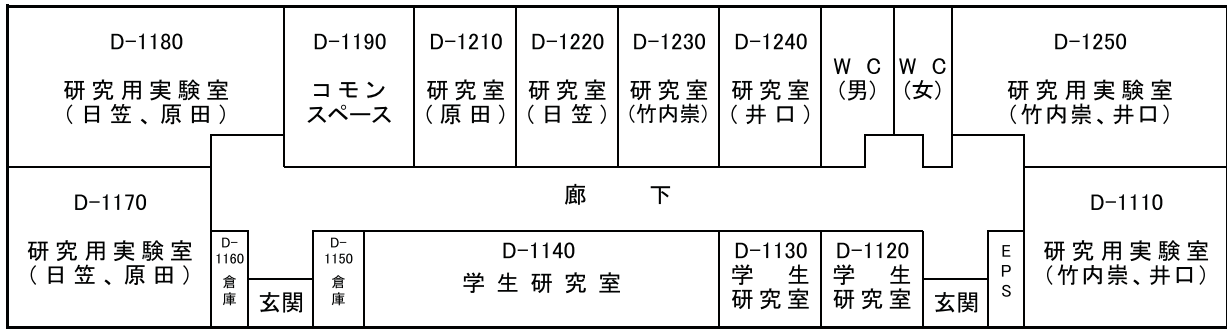 D-1180
研究用実験室
(日笠、原田)
D-1190
コモン
スペース
D-1210
研究室
(原田)
D-1220
研究室
(日笠)
D-1230
研究室
(竹内崇)
D-1240
研究室
(井口)
WC
(男)
WC
(女)
D-1250
研究用実験室
(竹内崇、井口)
廊下
D-1170
研究用実験室
(日笠、原田)
D-
1160
倉
庫
玄関
D-
1150
倉
庫
D-1140
学生研究室
D-1130
学生
研究室
D-1120
学生
研究室
玄関
E
P
S
D-1110
研究用実験室
(竹内崇、井口)